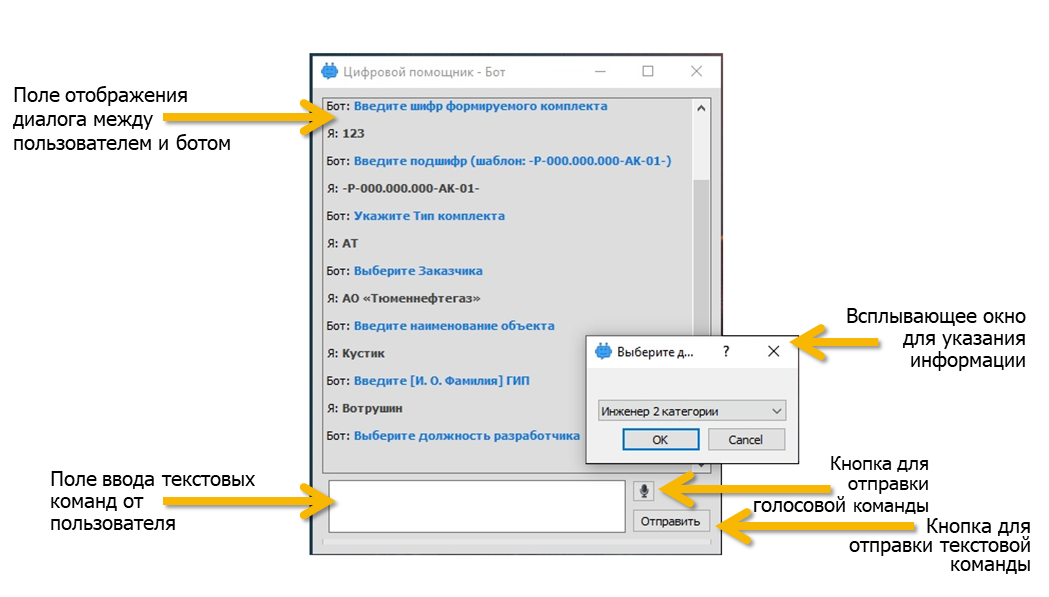 Цифровой помощник - Бот
Поле отображения
диалога между
пользователем и ботом
Бот: Введите шифр формируемого комплекта
Я: 123
Бот: Введите подшифр (шаблон: -P-000.000.000-АК-01-)
Я: -P-000.000.000-АК-01-
Бот: Укажите Тип комплекта
Я: АТ
Бот: Выберите Заказчика
Я: АО «Тюменнефтегаз»
Бот: Введите наименование объекта
Я: Кустик
Бот: Введите [И. О. Фамилия] ГИП
Я: Вотрушин
Бот: Выберите должность разработчика
Всплывающее окно
для указания
информации
Выберите д...
?
Инженер 2 категории
OK
Cancel
Поле ввода текстовых
команд от
пользователя
Кнопка для
отправки
голосовой команды
Отправить
Кнопка для
отправки текстовой
команды